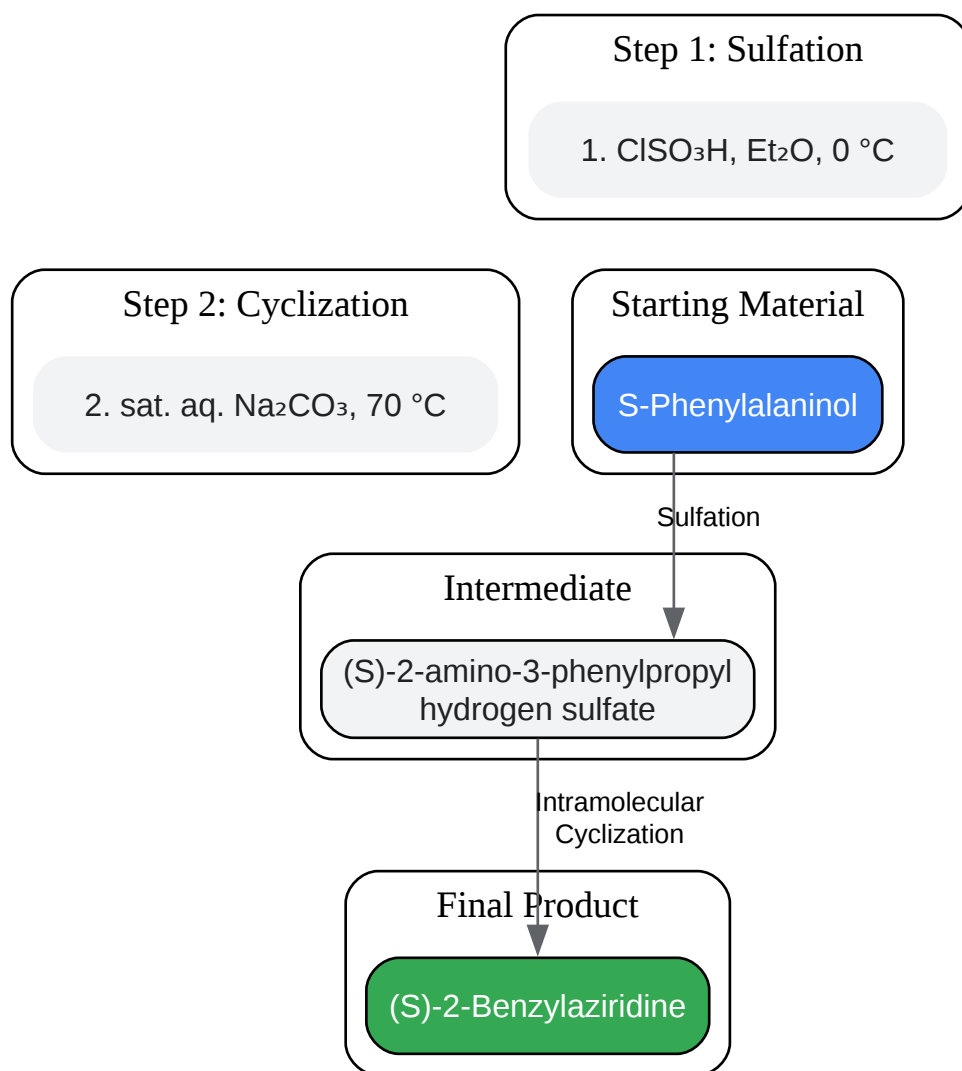 Step 1: Sulfation
1. ClSO₃H, Et₂O, 0 °C
Step 2: Cyclization
2. sat. aq. Na₂CO₃, 70 °C
Starting Material
S-Phenylalaninol
Sulfation
Intermediate
(S)-2-amino-3-phenylpropyl
hydrogen sulfate
Intramolecular
Cyclization
Final Product
(S)-2-Benzylaziridine